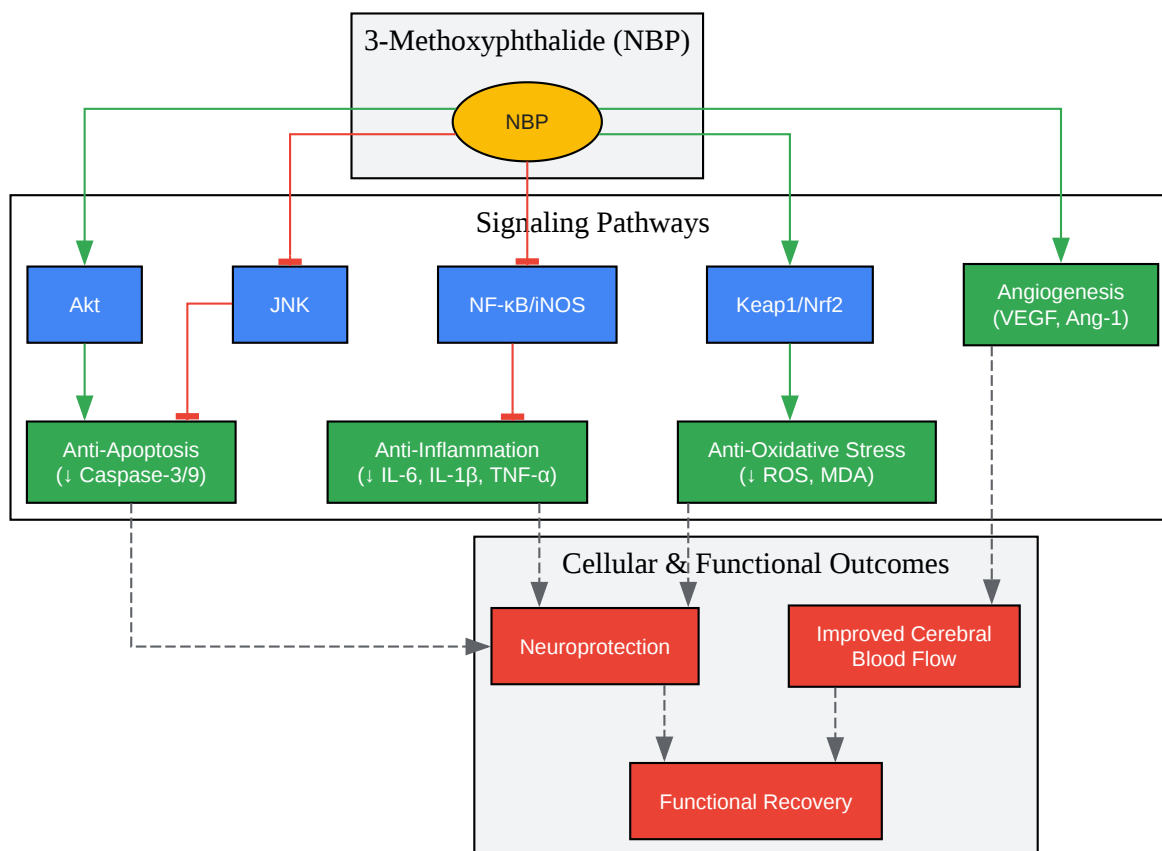 3-Methoxyphthalide (NBP)
NBP
Signaling Pathways
Akt
JNK
NF-κB/iNOS
Keap1/Nrf2
Angiogenesis
(VEGF, Ang-1)
Anti-Apoptosis
(↓ Caspase-3/9)
Anti-Inflammation
(↓ IL-6, IL-1β, TNF-α)
Anti-Oxidative Stress
(↓ ROS, MDA)
Cellular & Functional Outcomes
Neuroprotection
Improved Cerebral
Blood Flow
Functional Recovery